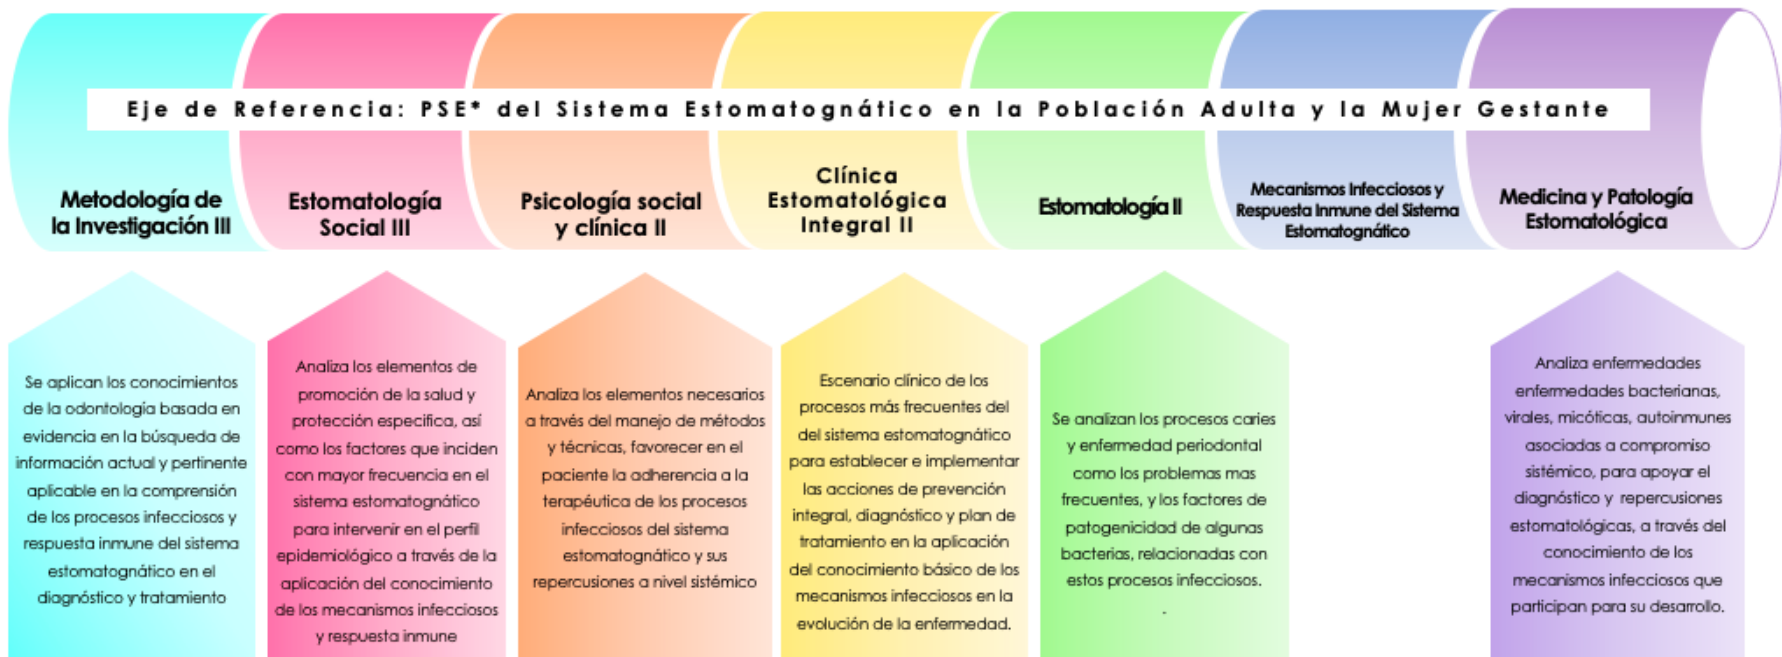 Eje de Referencia: PSE* del Sistema Estomatognático en la Población Adulta y la Mujer Gestante
Metodología de
la Investigación III
Estomatología
Social III
Psicología social
y clínica II
Clínica
Estomatológica
Integral II
Estomatología II
Mecanismos Infecciosos y
Respuesta Inmune del Sistema
Estomatognático
Medicina y Patología
Estomatológica
Se aplican los conocimientos
de la odontología basada en
evidencia en la búsqueda de
información actual y pertinente
aplicable en la comprensión
de los procesos infecciosos y
respuesta inmune del sistema
estomatognático en el
diagnóstico y tratamiento
Analiza los elementos de
promoción de la salud y
protección específica, así
como los factores que inciden
con mayor frecuencia en el
sistema estomatognático
para intervenir en el perfil
epidemiológico a través de la
aplicación del conocimiento
de los mecanismos infecciosos
y respuesta inmune
Analiza los elementos necesarios
a través del manejo de métodos
y técnicas, favorecer en el
paciente la adherencia a la
terapéutica de los procesos
infecciosos del sistema
estomatognático y sus
repercusiones a nivel sistémico
Escenario clínico de los
procesos más frecuentes del
del sistema estomatognático
para establecer e implementar
las acciones de prevención
integral, diagnóstico y plan de
tratamiento en la aplicación
del conocimiento básico de los
mecanismos infecciosos en la
evolución de la enfermedad.
Se analizan los procesos caries
y enfermedad periodontal
como los problemas mas
frecuentes, y los factores de
patogenicidad de algunas
bacterias, relacionadas con
estos procesos infecciosos.
.
Analiza enfermedades
enfermedades bacterianas,
virales, micóticas, autoinmunes
asociadas a compromiso
sistémico, para apoyar el
diagnóstico y repercusiones
estomatológicas, a través del
conocimiento de los
mecanismos infecciosos que
participan para su desarrollo.